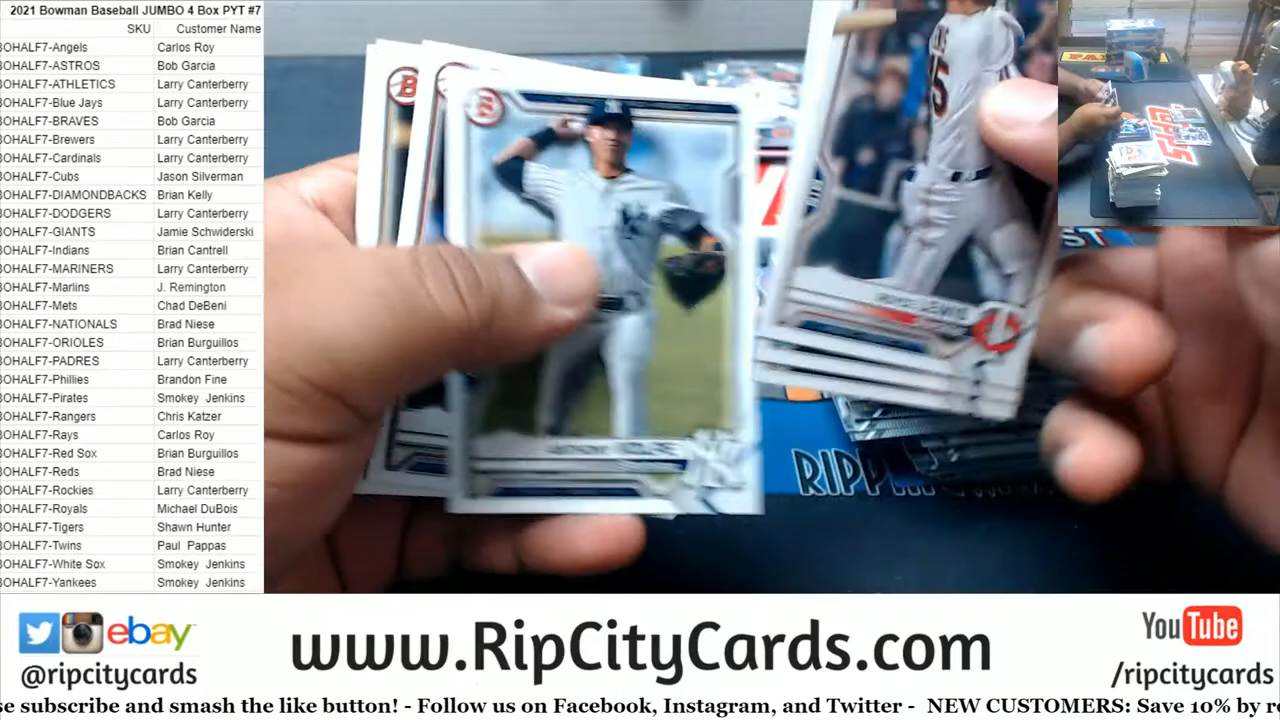 2021 Bowman Baseball JUMBO 4 Box PYT #7
SKU Customer Name
BOHALF7-Angels Carlos Roy
BOHALF7-ASTROS Bob Garcia
BOHALF7-ATHLETICS Larry Canterberry
BOHALF7-Blue Jays Larry Canterberry
BOHALF7-BRAVES Bob Garcia
BOHALF7-Brewers Larry Canterberry
BOHALF7-Cardinals Larry Canterberry
BOHALF7-Cubs Jason Silverman
BOHALF7-DIAMONDBACKS Brian Kelly
BOHALF7-DODGERS Larry Canterberry
BOHALF7-GIANTS Jamie Schwiderski
BOHALF7-Indians Brian Cantrell
BOHALF7-MARINERS Larry Canterberry
BOHALF7-Marlins J. Remington
BOHALF7-Mets Chad DeBeni
BOHALF7-NATIONALS Brad Niese
BOHALF7-ORIOLES Brian Burguillos
BOHALF7-PADRES Larry Canterberry
BOHALF7-Phillies Brandon Fine
BOHALF7-Pirates Smokey Jenkins
BOHALF7-Rangers Chris Katzer
BOHALF7-Rays Carlos Roy
BOHALF7-Red Sox Brian Burguillos
BOHALF7-Reds Brad Niese
BOHALF7-Rockies Larry Canterberry
BOHALF7-Royals Michael DuBois
BOHALF7-Tigers Shawn Hunter
BOHALF7-Twins Paul Pappas
BOHALF7-White Sox Smokey Jenkins
BOHALF7-Yankees Smokey Jenkins
B
B
5
RIPP
ebay
@ripcitycards
www.RipCityCards.com
YouTube
/ripcitycards
se subscribe and smash the like button! - Follow us on Facebook, Instagram, and Twitter - NEW CUSTOMERS: Save 10% by re